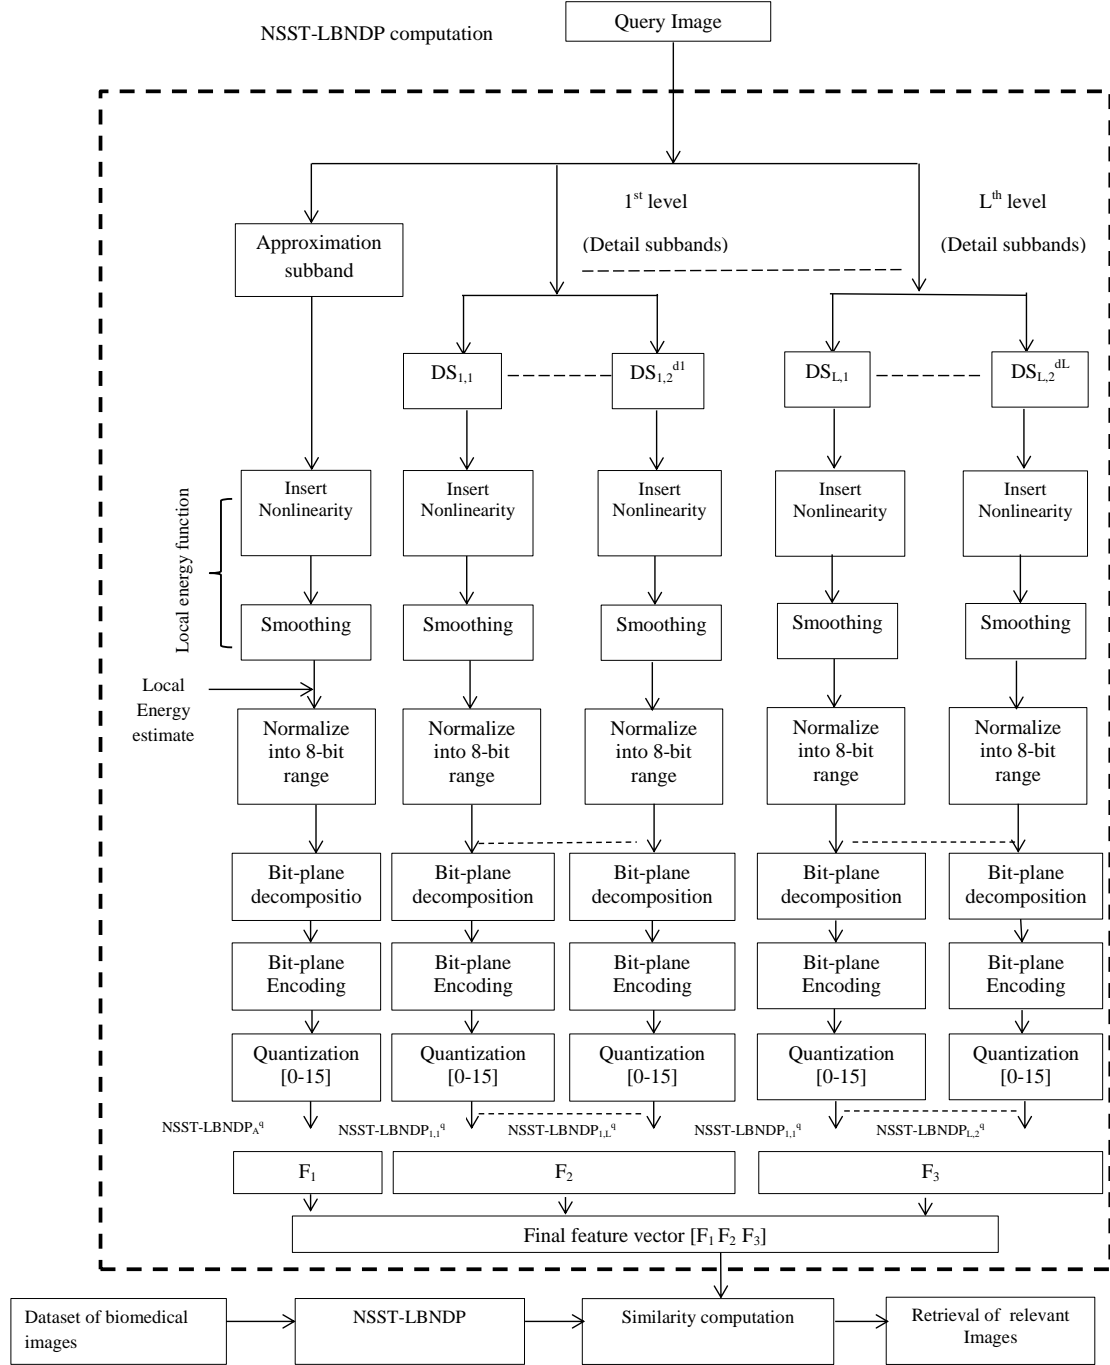 Query Image
NSST-LBNDP computation
1st level
Lth level
(Detail subbands)
(Detail subbands)
Approximation
subband
DS1,1
DS1,2d1
DSL,1
DSL,2dL
Local energy function
Insert
Nonlinearity
Insert
Nonlinearity
Insert
Nonlinearity
Insert
Nonlinearity
Insert
Nonlinearity
Smoothing
Smoothing
Smoothing
Smoothing
Smoothing
Local
Energy
estimate
Normalize
into 8-bit
range
Normalize
into 8-bit
range
Normalize
into 8-bit
range
Normalize
into 8-bit
range
Normalize
into 8-bit
range
Bit-plane
decompositio
Bit-plane
decomposition
Bit-plane
decomposition
Bit-plane
decomposition
Bit-plane
decomposition
Bit-plane
Encoding
Bit-plane
Encoding
Bit-plane
Encoding
Bit-plane
Encoding
Bit-plane
Encoding
Quantization
[0-15]
Quantization
[0-15]
Quantization
[0-15]
Quantization
[0-15]
Quantization
[0-15]
NSST-LBNDPAq
NSST-LBNDP1,1q
NSST-LBNDP1,Lq
NSST-LBNDP1,1q
NSST-LBNDPL,2q
F1
F2
F3
Final feature vector [F1 F2 F3]
Dataset of biomedical
images
NSST-LBNDP
Similarity computation
Retrieval of relevant
Images